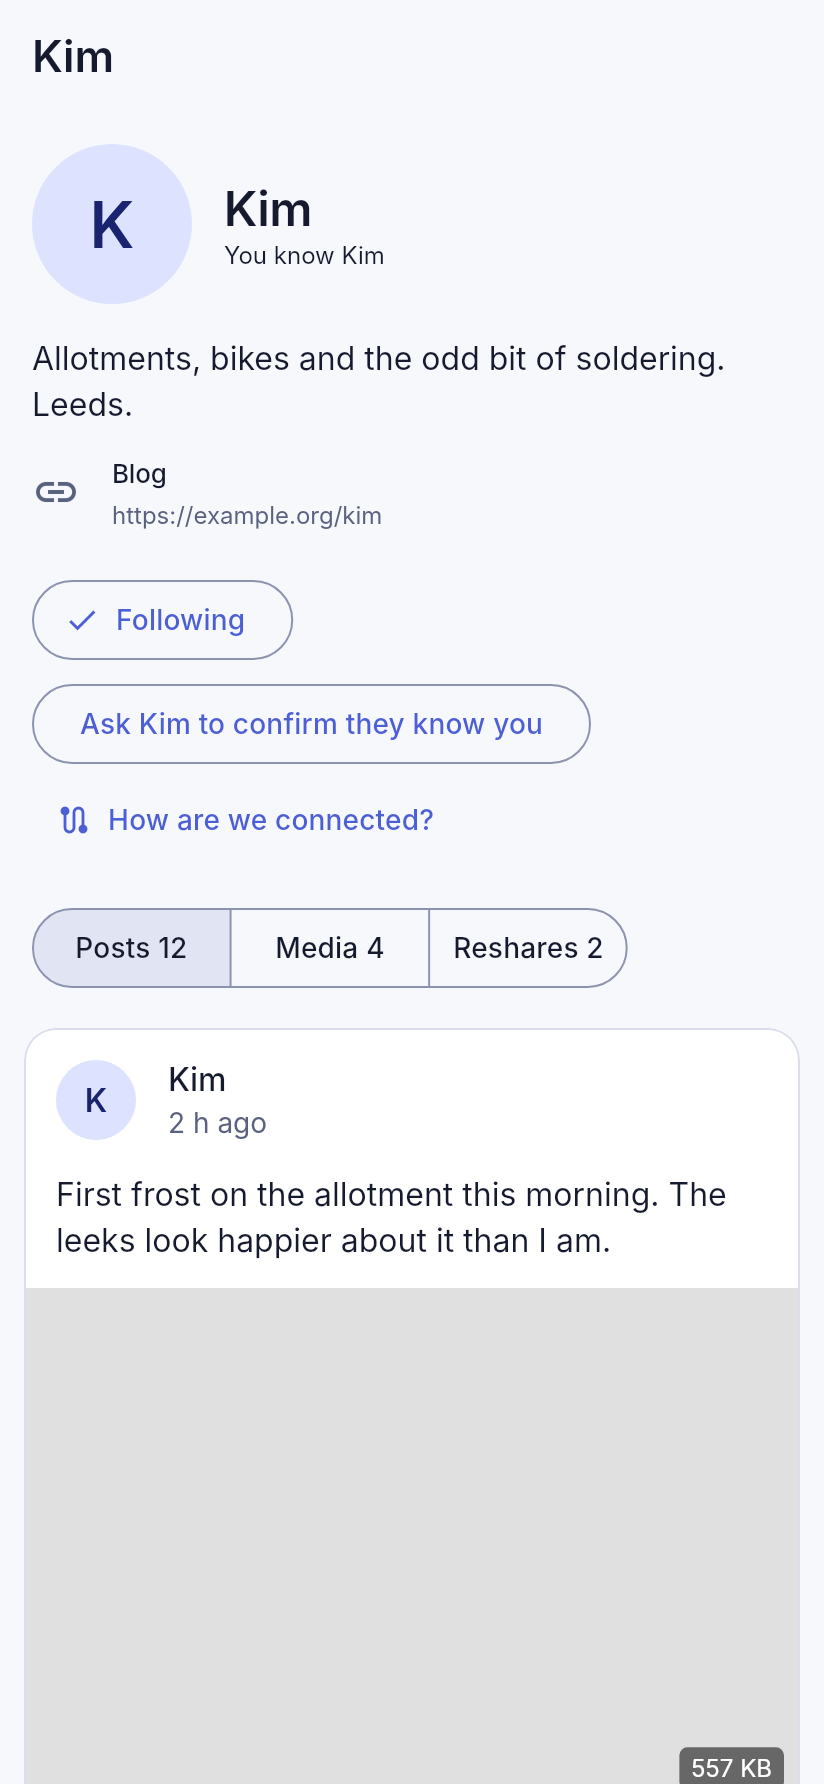 Kim
K
Kim
You know Kim
Allotments, bikes and the odd bit of soldering.
Leeds.
Blog
https://example.org/kim
Following
Ask Kim to confirm they know you
How are we connected?
Posts 12 Media 4 Reshares 2
K
Kim
2 h ago
First frost on the allotment this morning. The
leeks look happier about it than I am.
557 KB